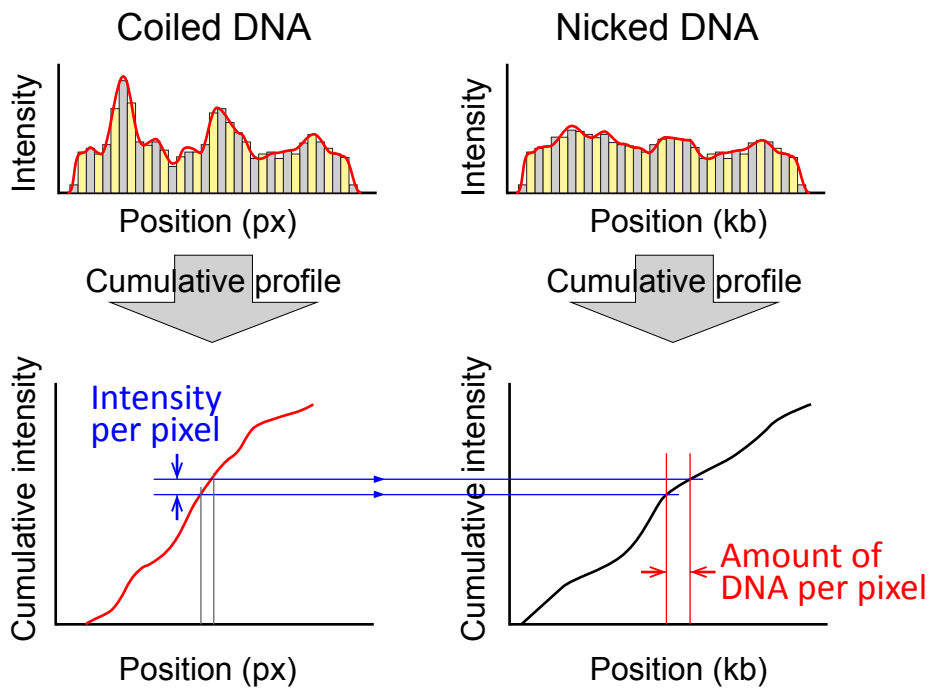 Coiled DNA
Nicked DNA
Intensity
Intensity
Position (px)
Position (kb)
Cumulative profile
Cumulative profile
Cumulative intensity
Intensity
per pixel
Cumulative intensity
Amount of
DNA per pixel
Position (px)
Position (kb)